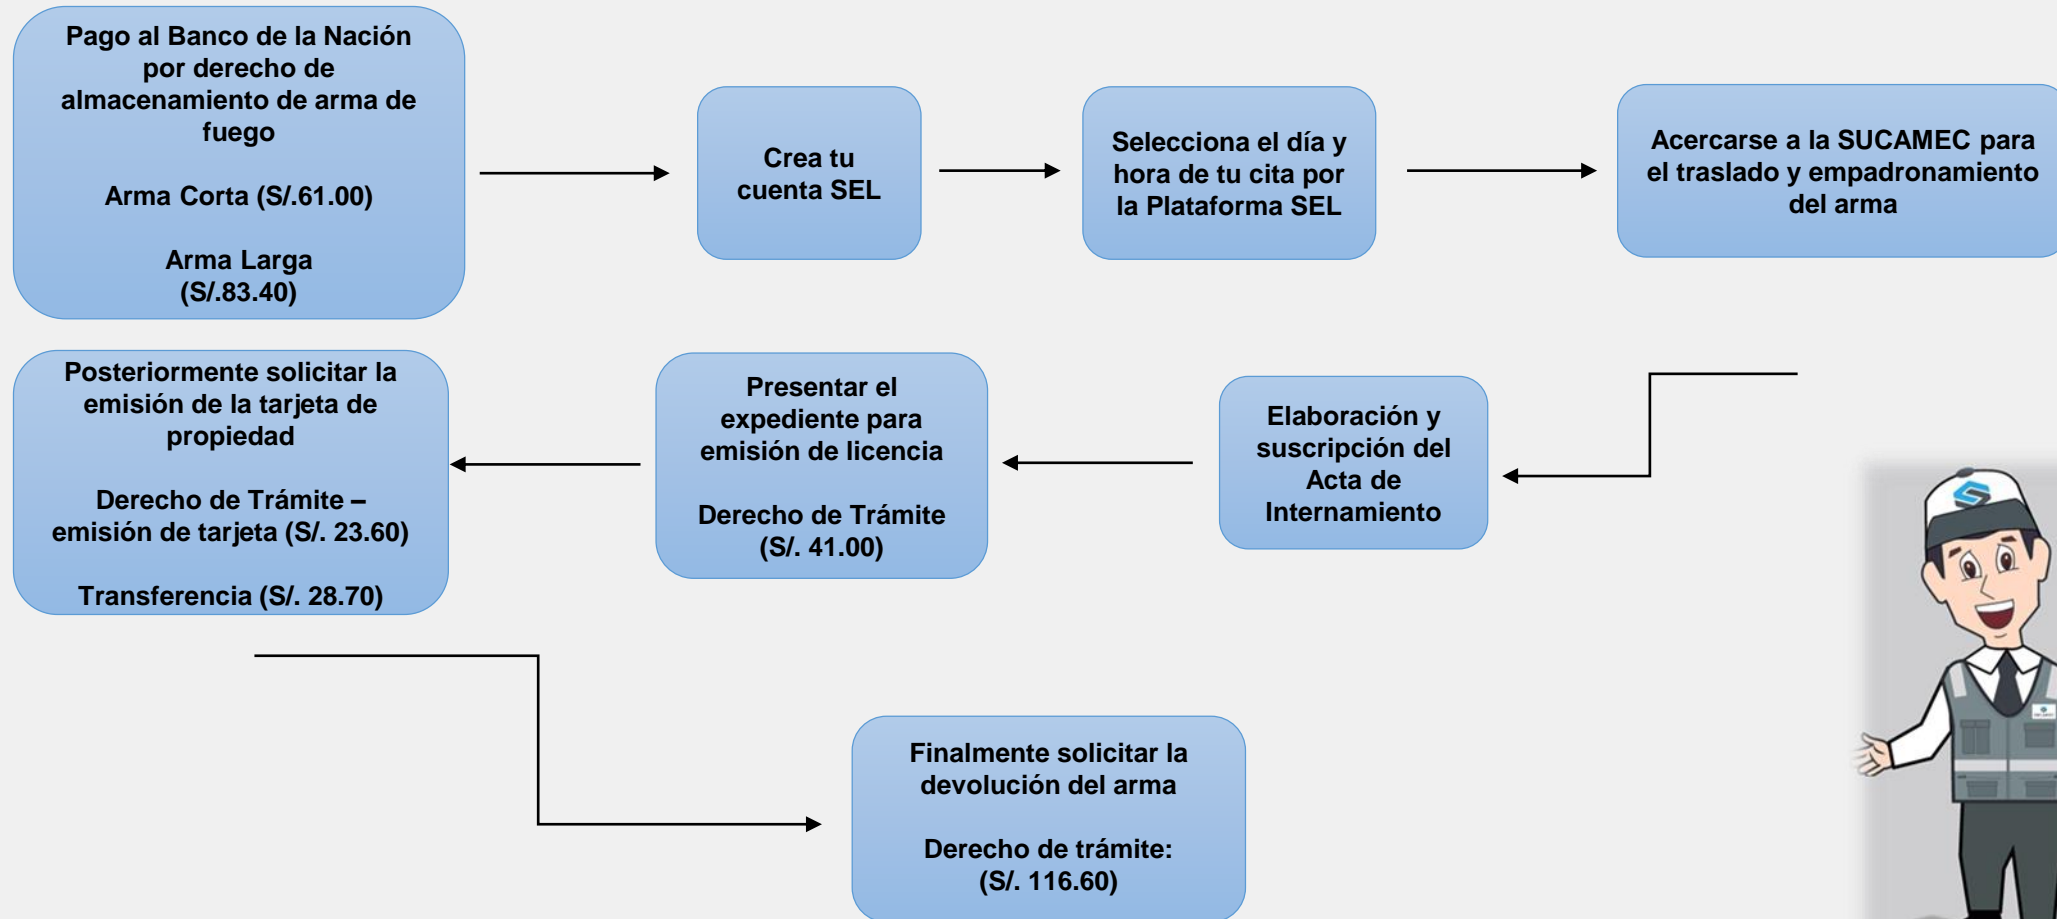 Pago al Banco de la Nación
por derecho de
almacenamiento de arma de
fuego
Arma Corta (S/.61.00)
Arma Larga
(S/.83.40)
Crea tu
cuenta SEL
Selecciona el día y
hora de tu cita por
la Plataforma SEL
Acercarse a la SUCAMEC para
el traslado y empadronamiento
del arma
Elaboración y
suscripción del
Acta de
Internamiento
Presentar el
expediente para
emisión de licencia
Derecho de Trámite
(S/. 41.00)
Posteriormente solicitar la
emisión de la tarjeta de
propiedad
Derecho de Trámite –
emisión de tarjeta (S/. 23.60)
Transferencia (S/. 28.70)
Finalmente solicitar la
devolución del arma
Derecho de trámite:
(S/. 116.60)